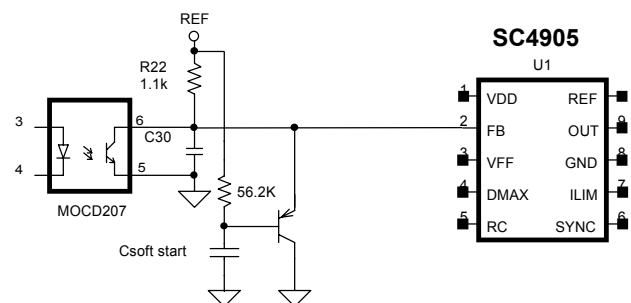 REF
SC4905
U1
R22
1.1k
1
VDD
REF
3
6
C30
2
FB
OUT
9
3
VFF
GND
8
4
5
4
DMAX
ILIM
7
MOCD207
56.2K
5
RC
SYNC
6
Csoft start